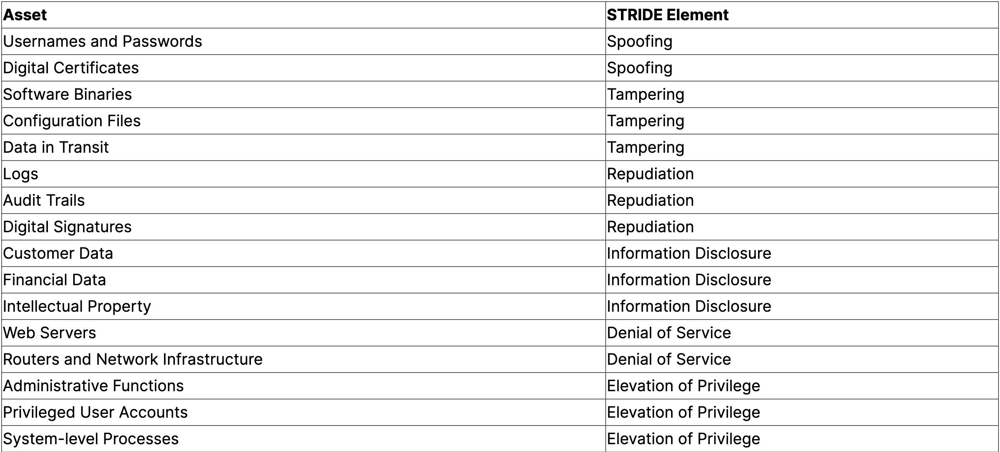 Asset STRIDE Element
Usernames and Passwords Spoofing
Digital Certificates Spoofing
Software Binaries Tampering
Configuration Files Tampering
Data in Transit Tampering
Logs Repudiation
Audit Trails Repudiation
Digital Signatures Repudiation
Customer Data Information Disclosure
Financial Data Information Disclosure
Intellectual Property Information Disclosure
Web Servers Denial of Service
Routers and Network Infrastructure Denial of Service
Administrative Functions Elevation of Privilege
Privileged User Accounts Elevation of Privilege
System-level Processes Elevation of Privilege